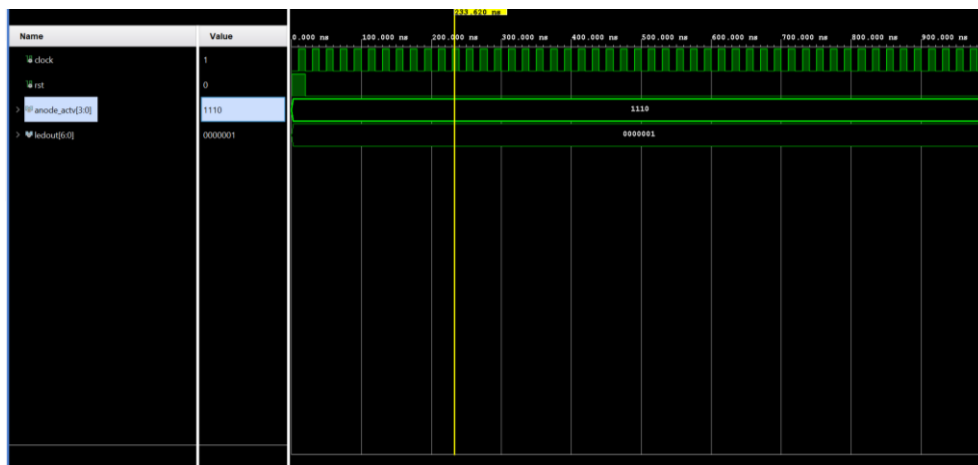 233.620 ns
Name Value 0.000 ns 100.000 ns 200.000 ns 300.000 ns 400.000 ns 500.000 ns 600.000 ns 700.000 ns 800.000 ns 900.000 ns
clock 1
rst 0
> anode_actv[3:0] 1110 1110
> ledout[6:0] 0000001 0000001